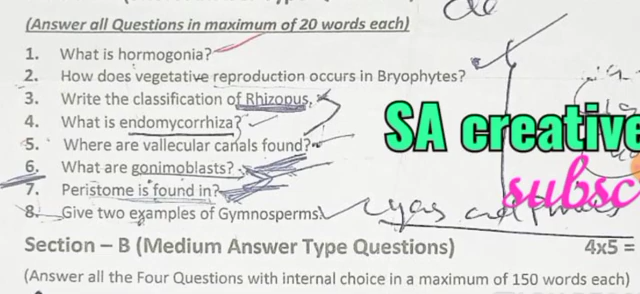 (Answer all Questions in maximum of 20 words each)
1. What is hormogonia?
2. How does vegetative reproduction occurs in Bryophytes?
3. Write the classification of Rhizopus.
4. What is endomycorrhiza?
5. Where are vallecular canals found?
6. What are gonimoblasts?
7. Peristome is found in?
8. Give two examples of Gymnosperms.
cycas and Pinus
SA creative
subsc
Section – B (Medium Answer Type Questions) 4x5 =
(Answer all the Four Questions with internal choice in a maximum of 150 words each)